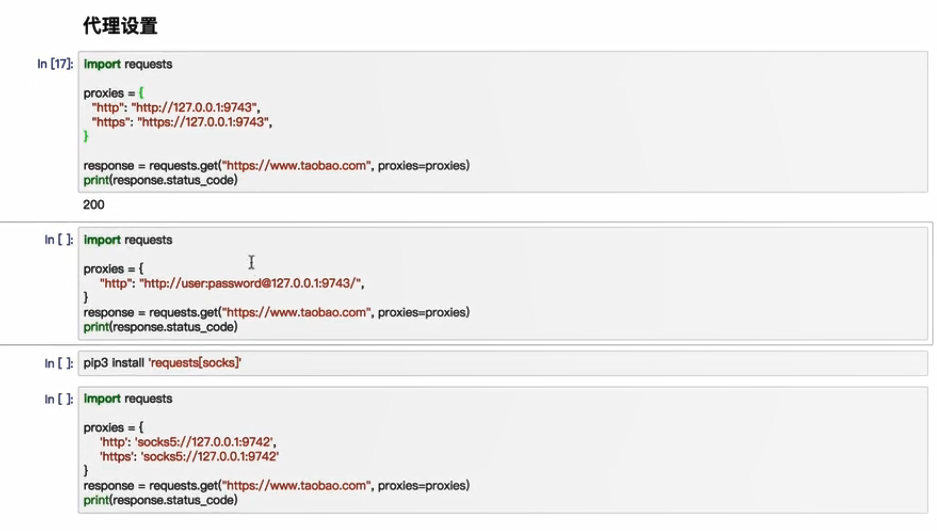 代理设置
In [17]:
import requests
proxies = {
"http": "http://127.0.0.1:9743",
"https": "https://127.0.0.1:9743",
}
response = requests.get("https://www.taobao.com", proxies=proxies)
print(response.status_code)
200
In [ ]:
import requests
proxies = {
"http": "http://user:password@127.0.0.1:9743/",
}
response = requests.get("https://www.taobao.com", proxies=proxies)
print(response.status_code)
In [ ]:
pip3 install 'requests[socks]'
In [ ]:
import requests
proxies = {
'http': 'socks5://127.0.0.1:9742',
'https': 'socks5://127.0.0.1:9742'
}
response = requests.get("https://www.taobao.com", proxies=proxies)
print(response.status_code)